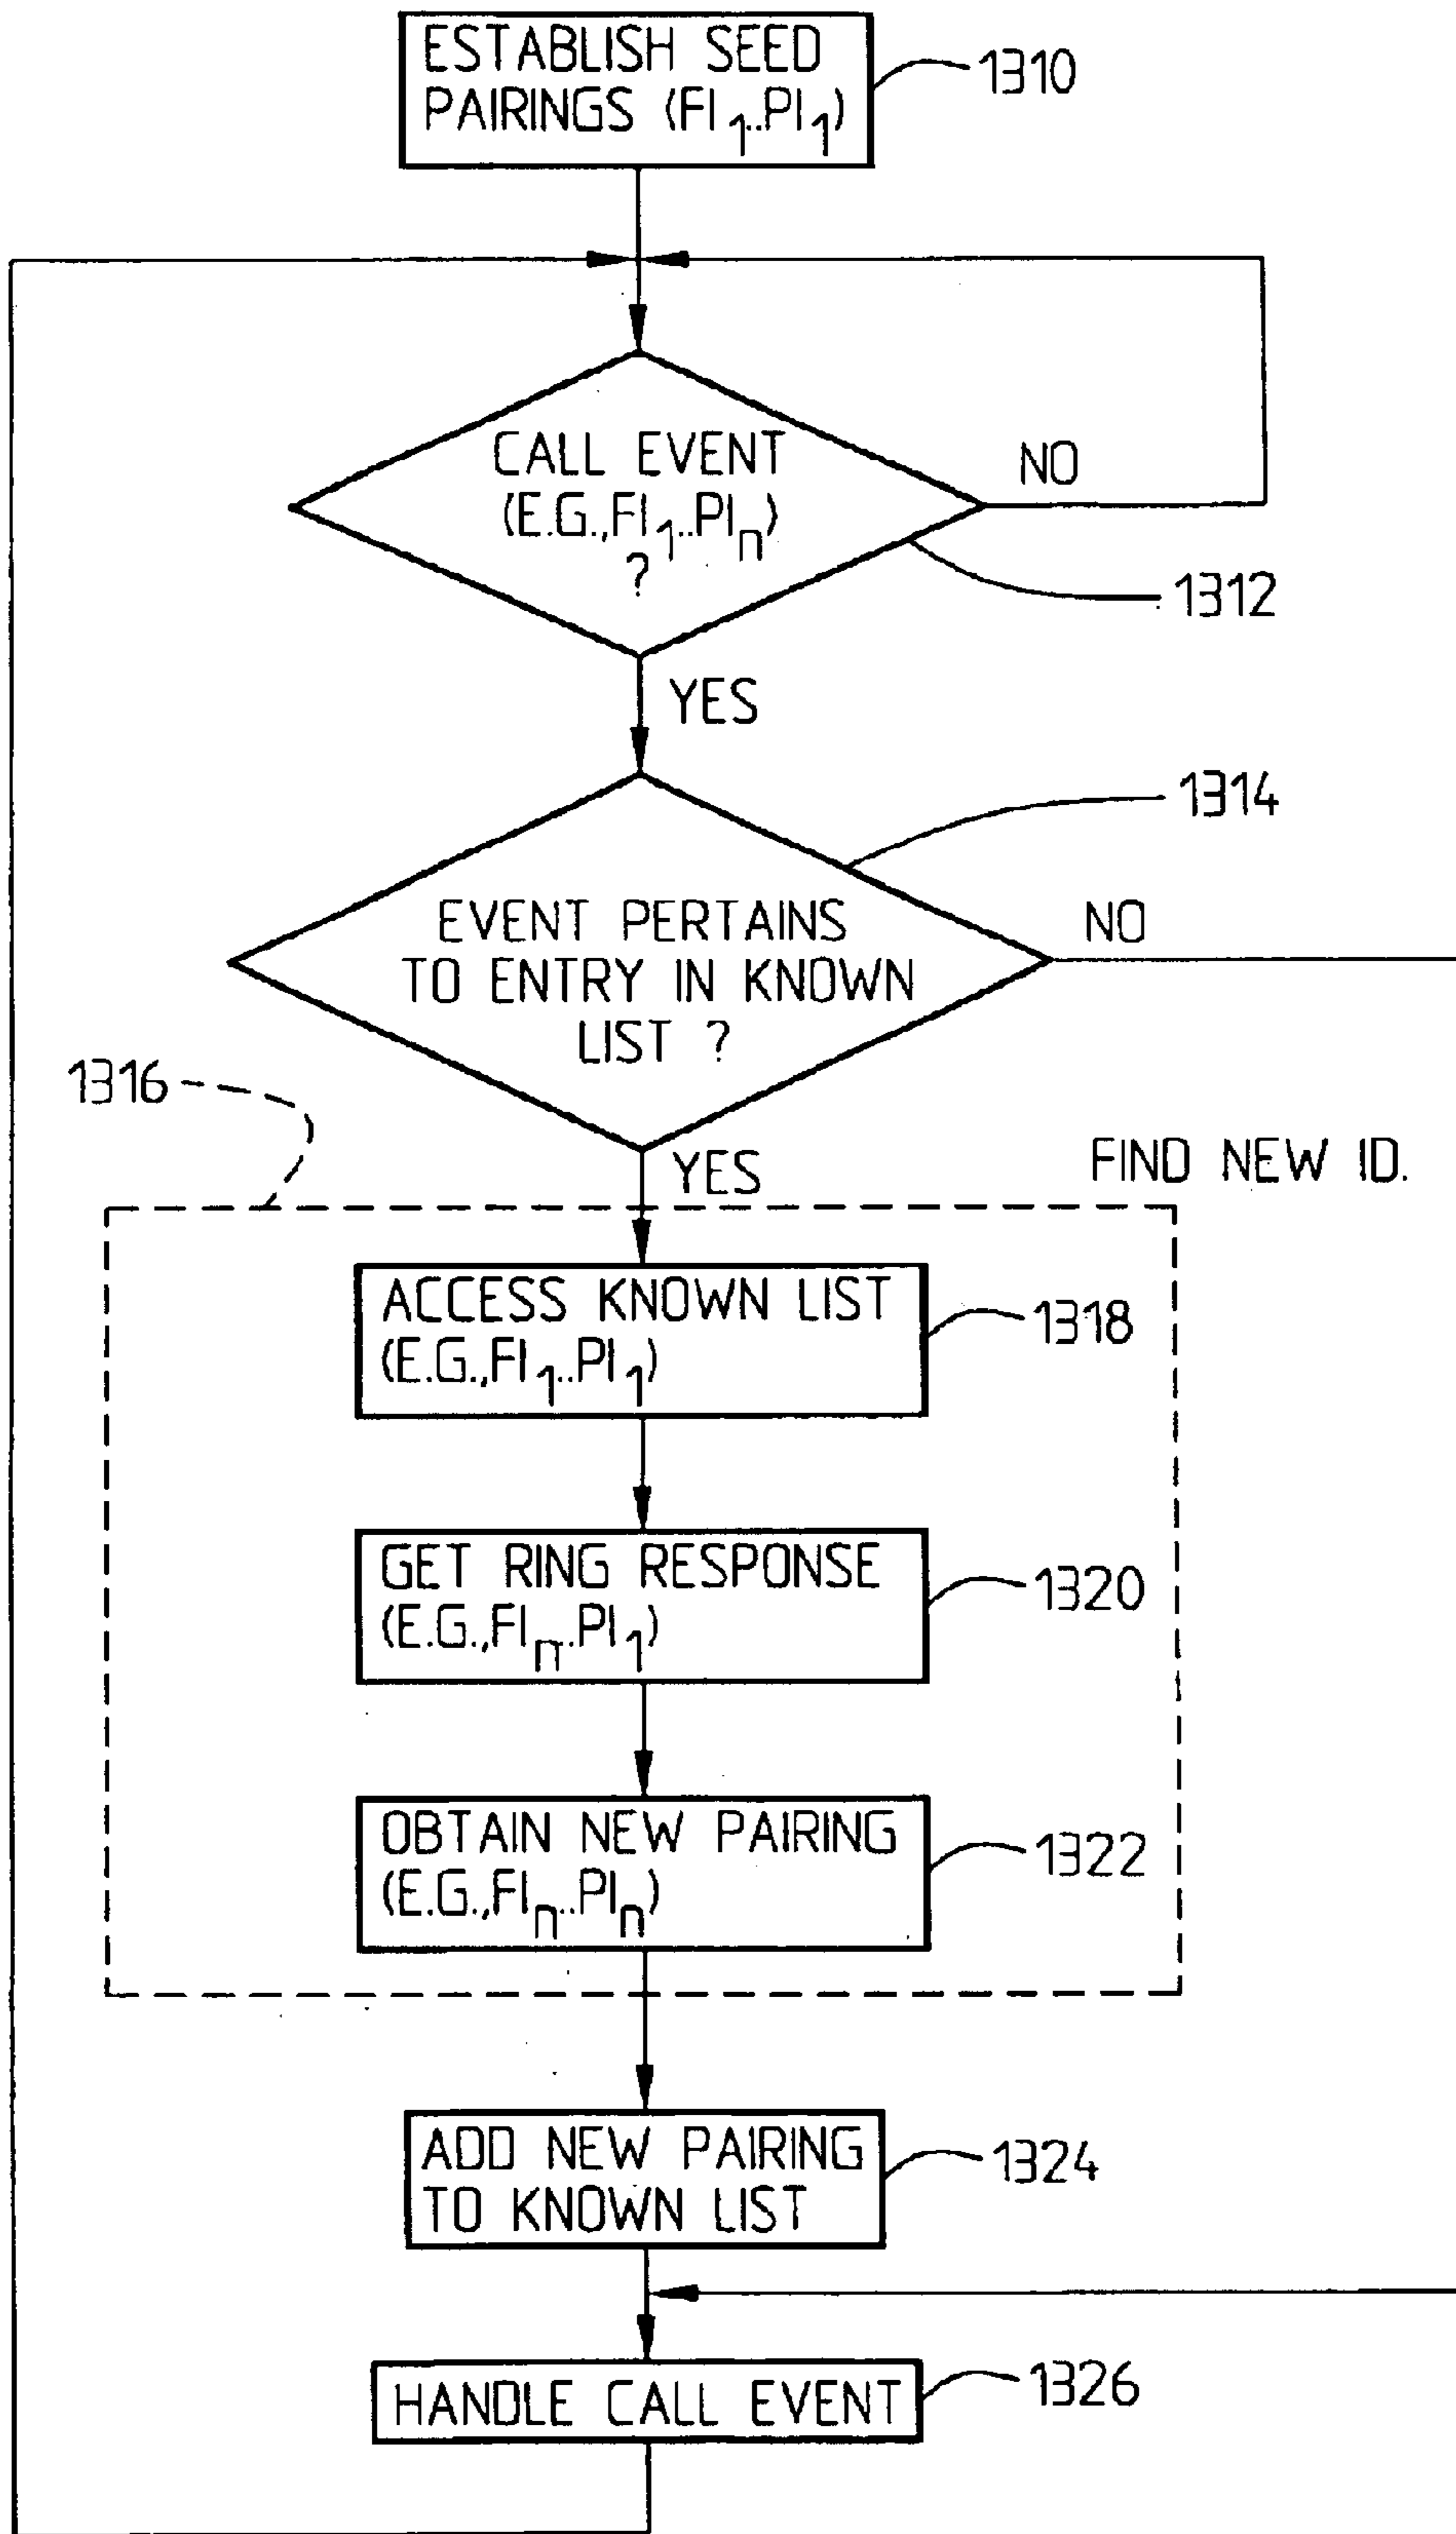 ESTABLISH SEED
PAIRINGS (FI₁..PI₁)
1310
CALL EVENT
(E.G.,FI₁..PIₙ)
?
NO
1312
YES
1314
EVENT PERTAINS
TO ENTRY IN KNOWN
LIST ?
NO
1316
YES
FIND NEW ID.
ACCESS KNOWN LIST
(E.G.,FI₁..PI₁)
1318
GET RING RESPONSE
(E.G.,FIₙ..PI₁)
1320
OBTAIN NEW PAIRING
(E.G.,FIₙ..PIₙ)
1322
ADD NEW PAIRING
TO KNOWN LIST
1324
HANDLE CALL EVENT
1326